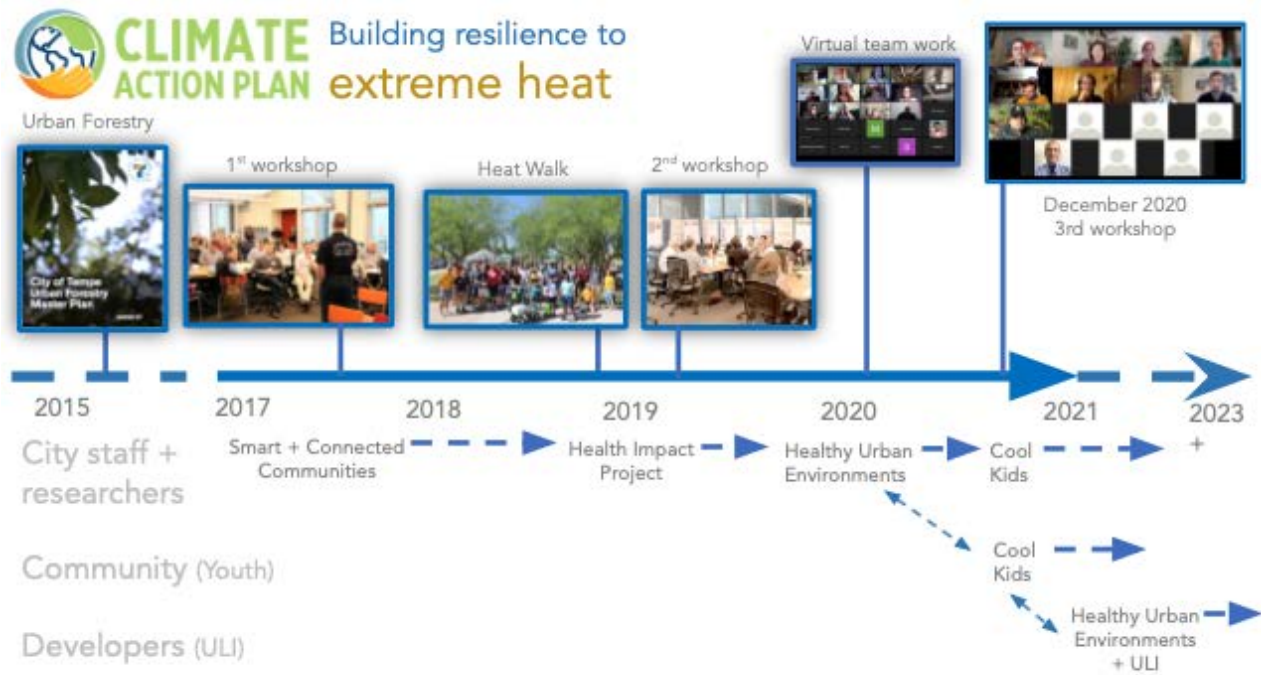 CLIMATE
ACTION PLAN
Building resilience to
extreme heat
Urban Forestry
City of Tempe
Urban Forestry
Master Plan
1st workshop
Heat Walk
2nd workshop
Virtual team work
December 2020
3rd workshop
2015
2017
2018
2019
2020
2021
2023
+
City staff +
researchers
Smart + Connected
Communities
Health Impact
Project
Healthy Urban
Environments
Cool
Kids
Community (Youth)
Cool
Kids
Developers (ULI)
Healthy Urban
Environments
+ ULI